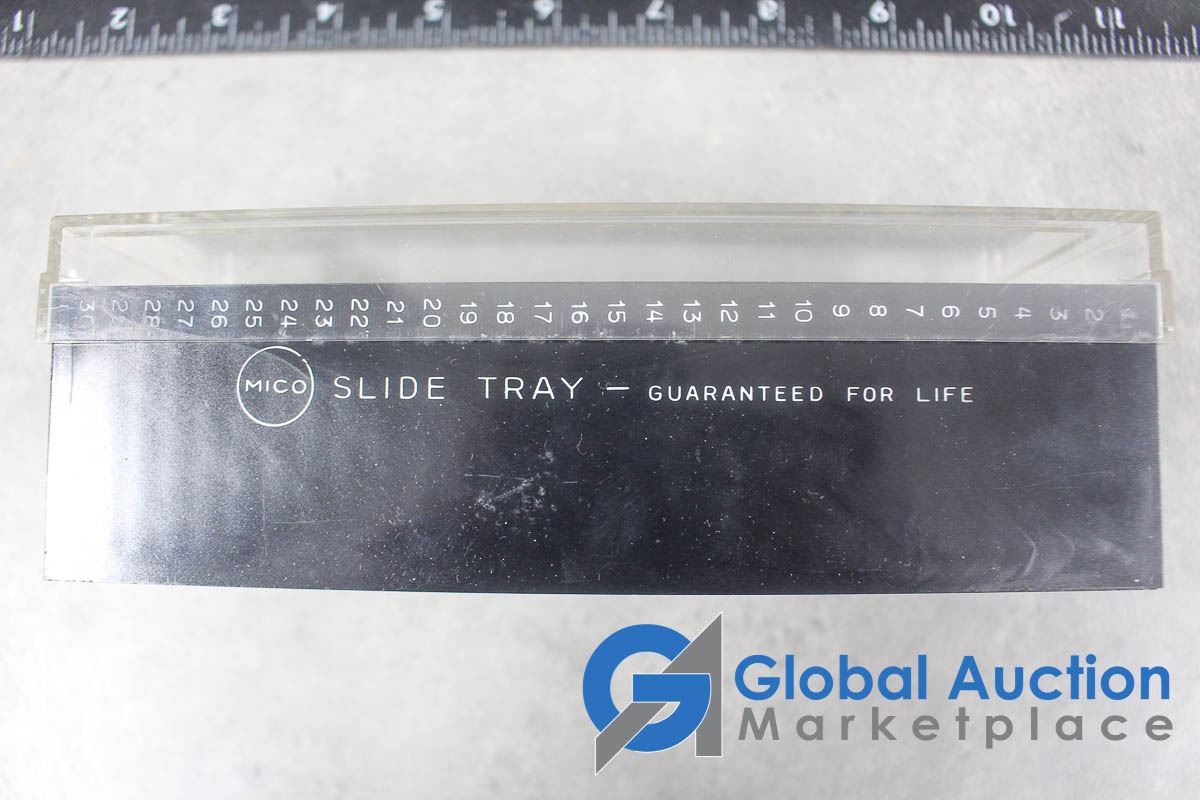 1 2 3 4 5 6 7 8 9 10 11
30 29 28 27 26 25 24 23 22 21 20 19 18 17 16 15 14 13 12 11 10 9 8 7 6 5 4 3 2 1
MICO SLIDE TRAY — GUARANTEED FOR LIFE
GA Global Auction
Marketplace